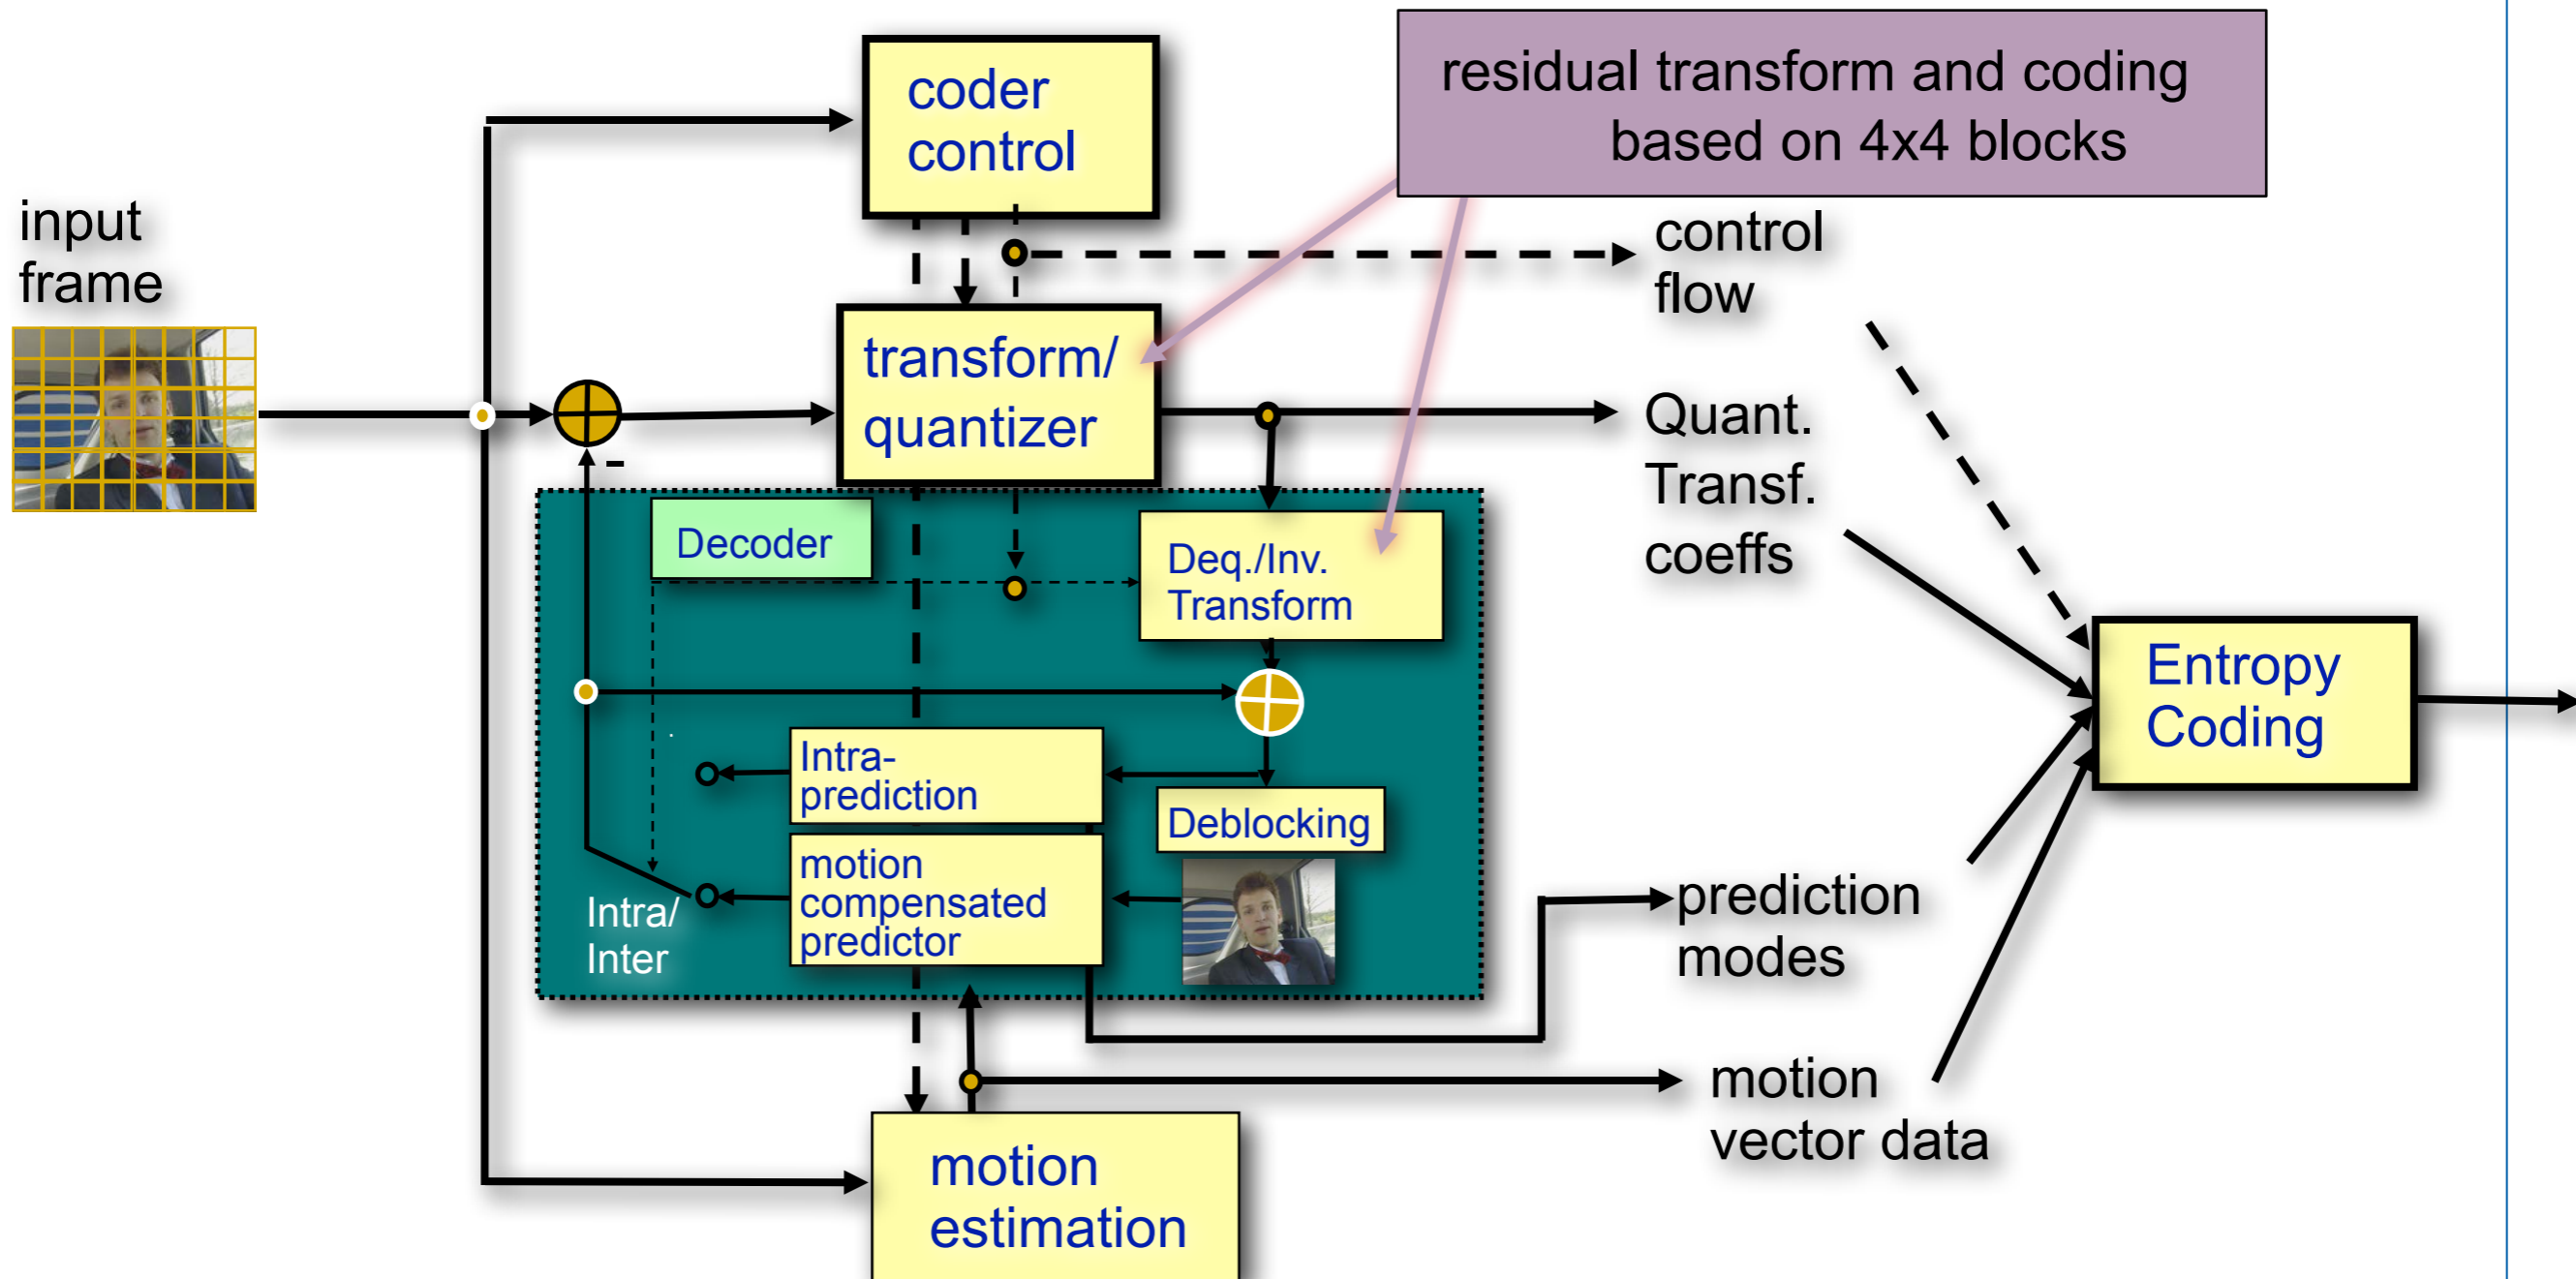 coder
control
residual transform and coding
based on 4x4 blocks
input
frame
control
flow
transform/
quantizer
-
Quant.
Transf.
coeffs
Decoder
Deq./Inv.
Transform
Entropy
Coding
Intra-
prediction
Deblocking
motion
compensated
predictor
Intra/
Inter
prediction
modes
motion
vector data
motion
estimation